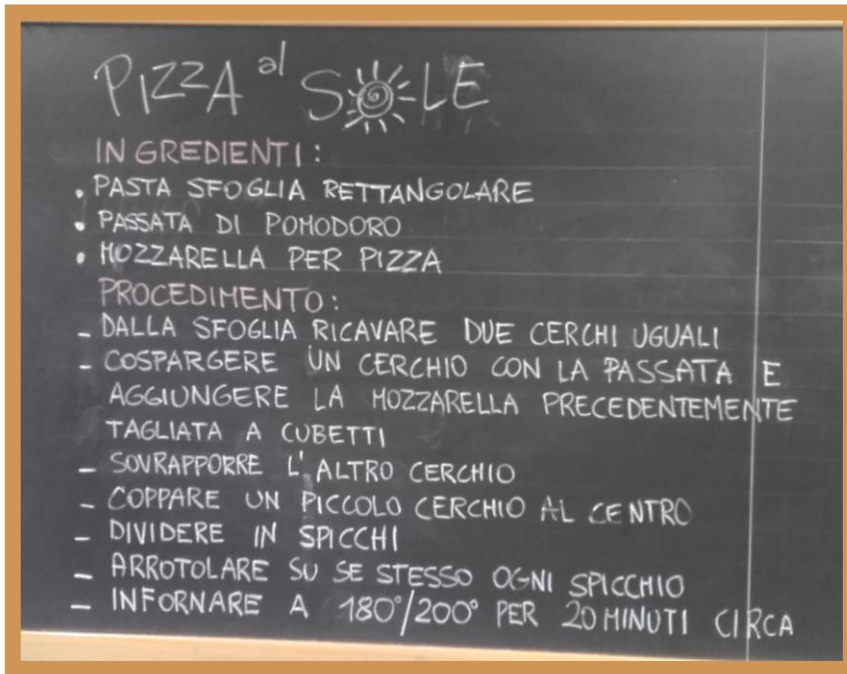 PIZZA al SOLE
INGREDIENTI:
• PASTA SFOGLIA RETTANGOLARE
• PASSATA DI POMODORO
• MOZZARELLA PER PIZZA
PROCEDIMENTO:
- DALLA SFOGLIA RICAVARE DUE CERCHI UGUALI
- COSPARGERE UN CERCHIO CON LA PASSATA E
AGGIUNGERE LA MOZZARELLA PRECEDENTEMENTE
TAGLIATA A CUBETTI
- SOVRAPPORRE L'ALTRO CERCHIO
- COPPARE UN PICCOLO CERCHIO AL CENTRO
- DIVIDERE IN SPICCHI
- ARROTOLARE SU SE STESSO OGNI SPICCHIO
- INFORNARE A 180°/200° PER 20 MINUTI CIRCA